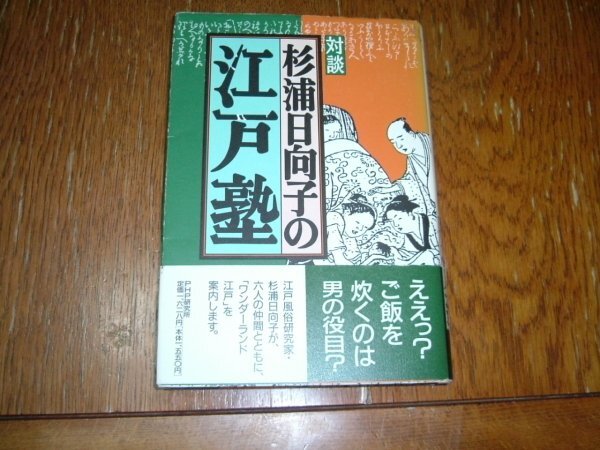 対談
杉浦日向子の
江戸塾
ええっ？
ご飯を
炊くのは
男の役目？
江戸風俗研究家・
杉浦日向子が、
六人の仲間とともに、
「ワンダーランド
江戸」を
案内します。
PHP研究所